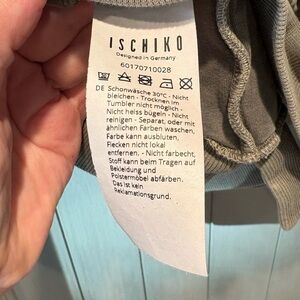 ISCHIKO
Designed in Germany
60170710028
DE Schonwäsche 30°C - Nicht
bleichen - Trocknen im
Tumbler nicht möglich -
Nicht heiss bügeln - Nicht
reinigen - Separat, oder mit
ähnlichen Farben waschen,
Farbe kann ausbluten,
Flecken nicht lokal
entfernen. - Nicht farbecht,
Stoff kann beim Tragen auf
Bekleidung und
Polstermöbel abfärben.
Das ist kein
Reklamationsgrund.